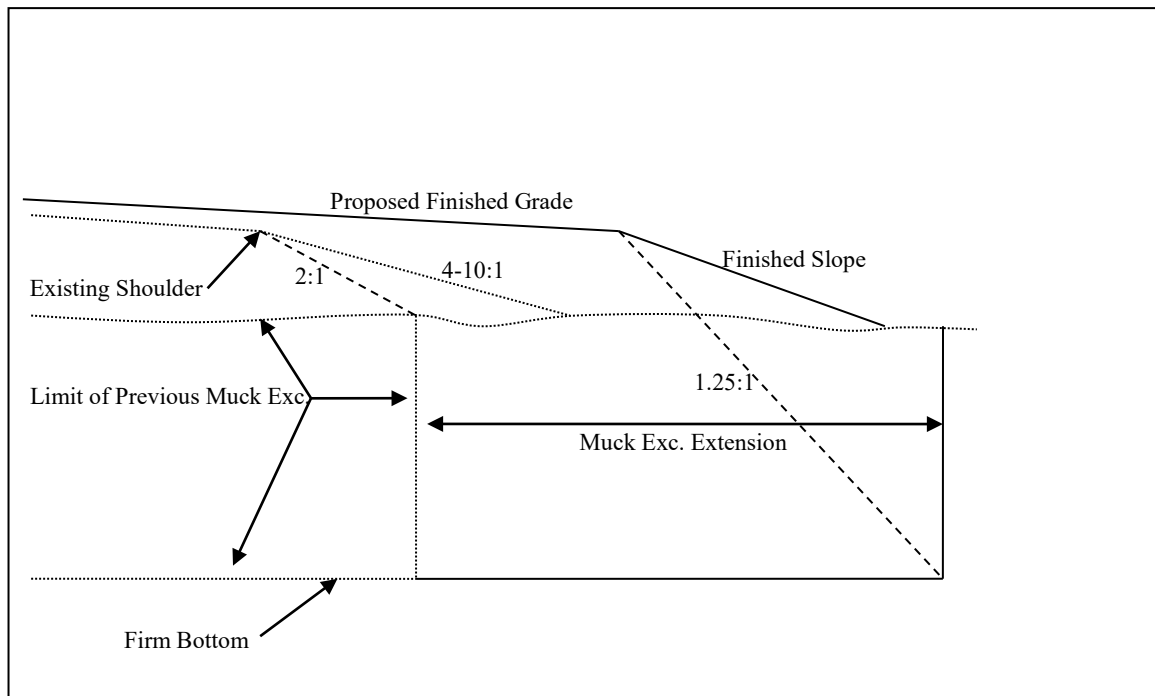 Proposed Finished Grade
Finished Slope
4-10:1
2:1
Existing Shoulder
1.25:1
Limit of Previous Muck Exc.
Muck Exc. Extension
Firm Bottom